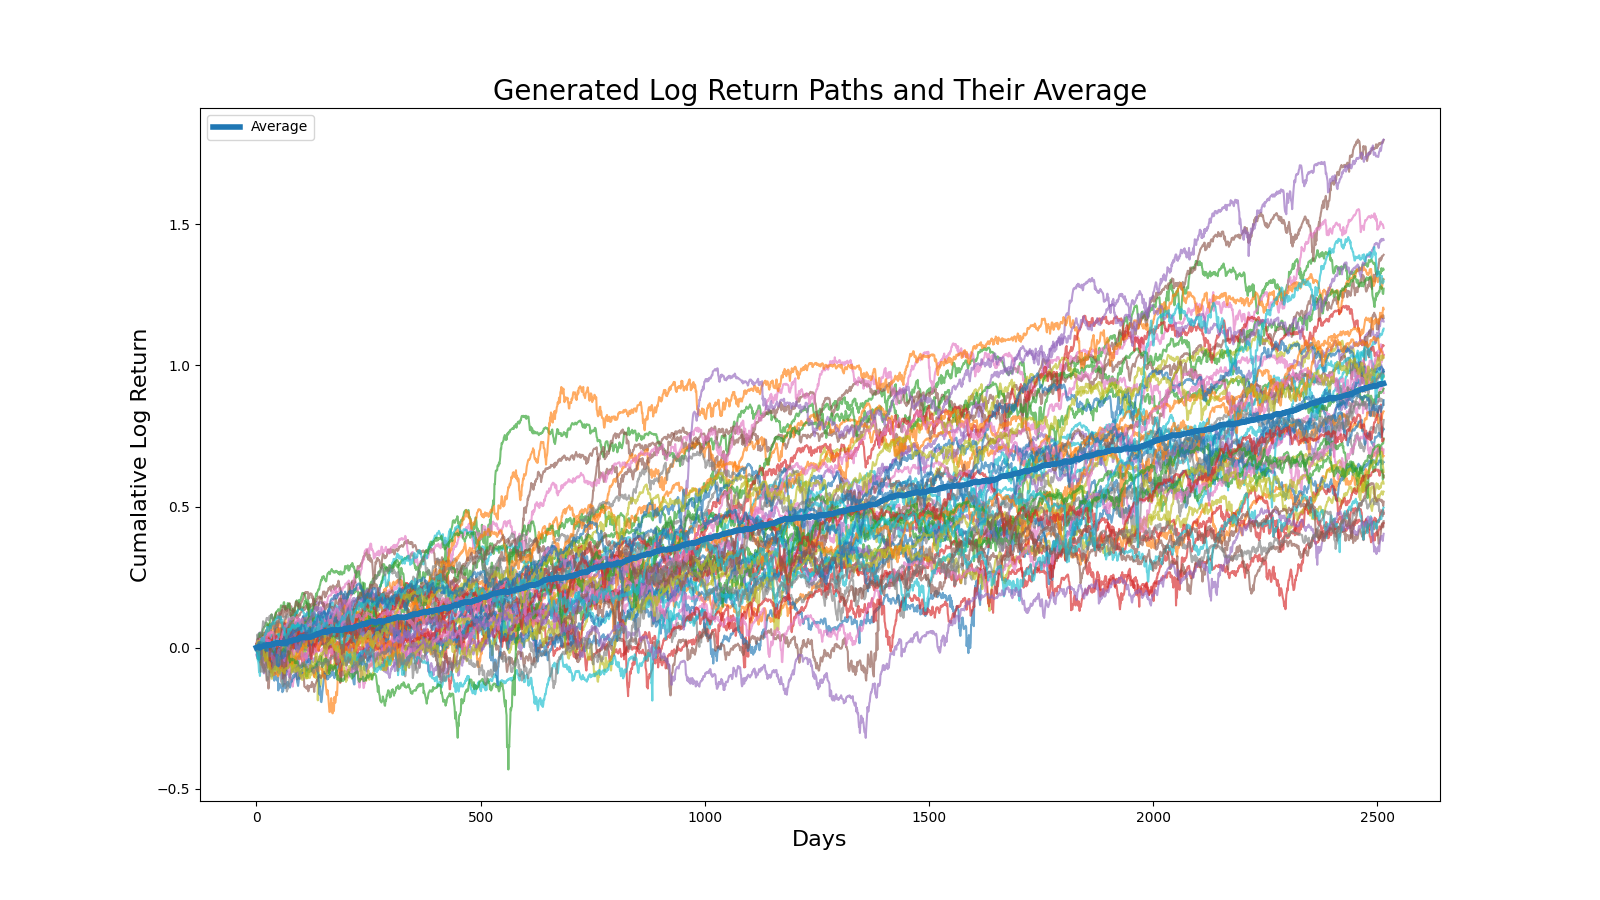 Generated Log Return Paths and Their Average
Average
Cumalative Log Return
1.5
1.0
0.5
0.0
−0.5
0 500 1000 1500 2000 2500
Days